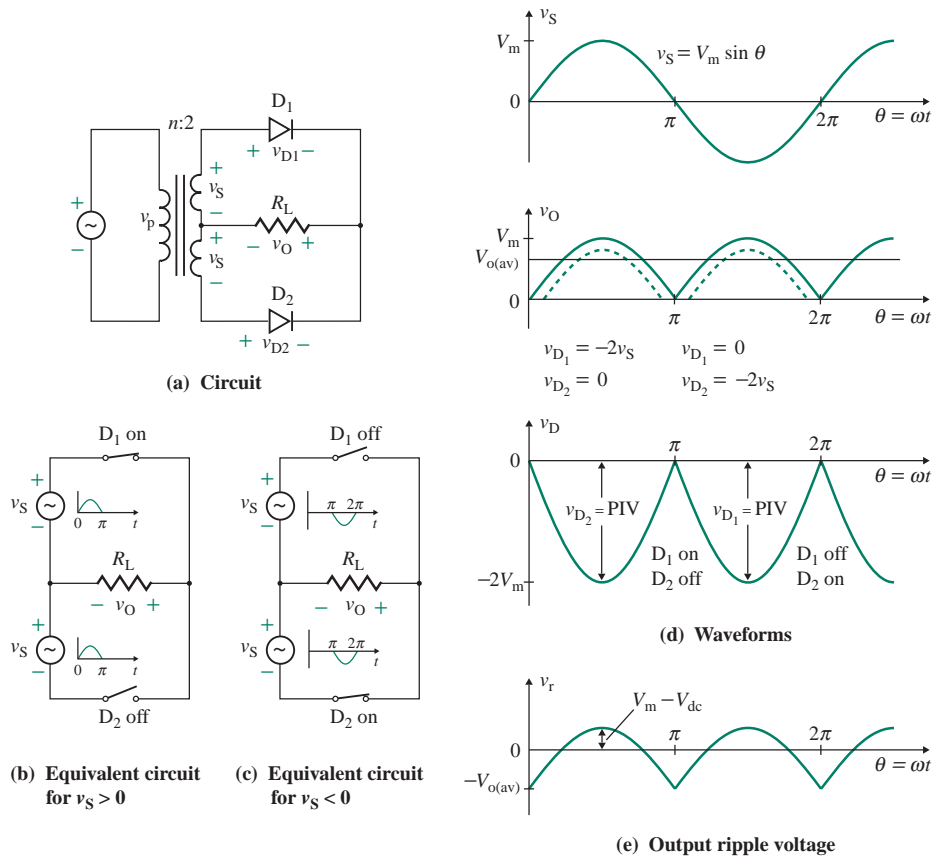 n:2
D1
+ vD1 −
+
vS
−
+
−
vp
RL
− vO +
+
vS
−
D2
+ vD2 −
(a) Circuit
D1 on
+
vS
−
0 π t
RL
− vO +
+
vS
−
0 π t
D2 off
(b) Equivalent circuit
for vS > 0
D1 off
+
vS
−
π 2π
t
RL
− vO +
+
vS
−
π 2π
t
D2 on
(c) Equivalent circuit
for vS < 0
vS
Vm
vS = Vm sin θ
0
π 2π θ = ωt
vO
Vm
Vo(av)
0
π 2π θ = ωt
vD1 = −2vS vD1 = 0
vD2 = 0 vD2 = −2vS
vD
π 2π
0
θ = ωt
vD2 = PIV vD1 = PIV
D1 on D1 off
D2 off D2 on
−2Vm
(d) Waveforms
vr
Vm − Vdc
π 2π
0
θ = ωt
−Vo(av)
(e) Output ripple voltage